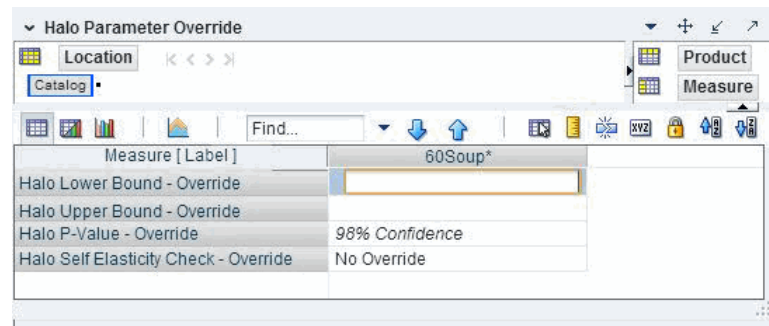 Halo Parameter Override
Location
Product
Catalog
Measure
Find...
XYZ
A
Z
Z
A
Measure [ Label ] 60Soup*
Halo Lower Bound - Override
Halo Upper Bound - Override
Halo P-Value - Override 98% Confidence
Halo Self Elasticity Check - Override No Override